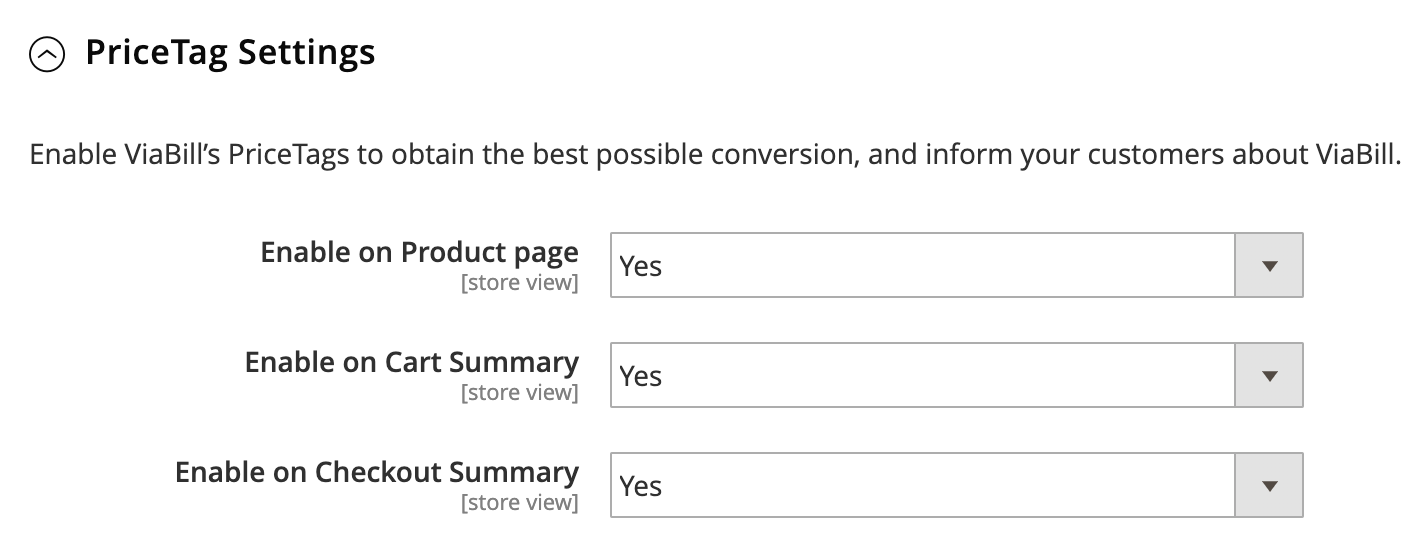 PriceTag Settings
Enable ViaBill’s PriceTags to obtain the best possible conversion, and inform your customers about ViaBill.
Enable on Product page
[store view]
Yes
Enable on Cart Summary
[store view]
Yes
Enable on Checkout Summary
[store view]
Yes